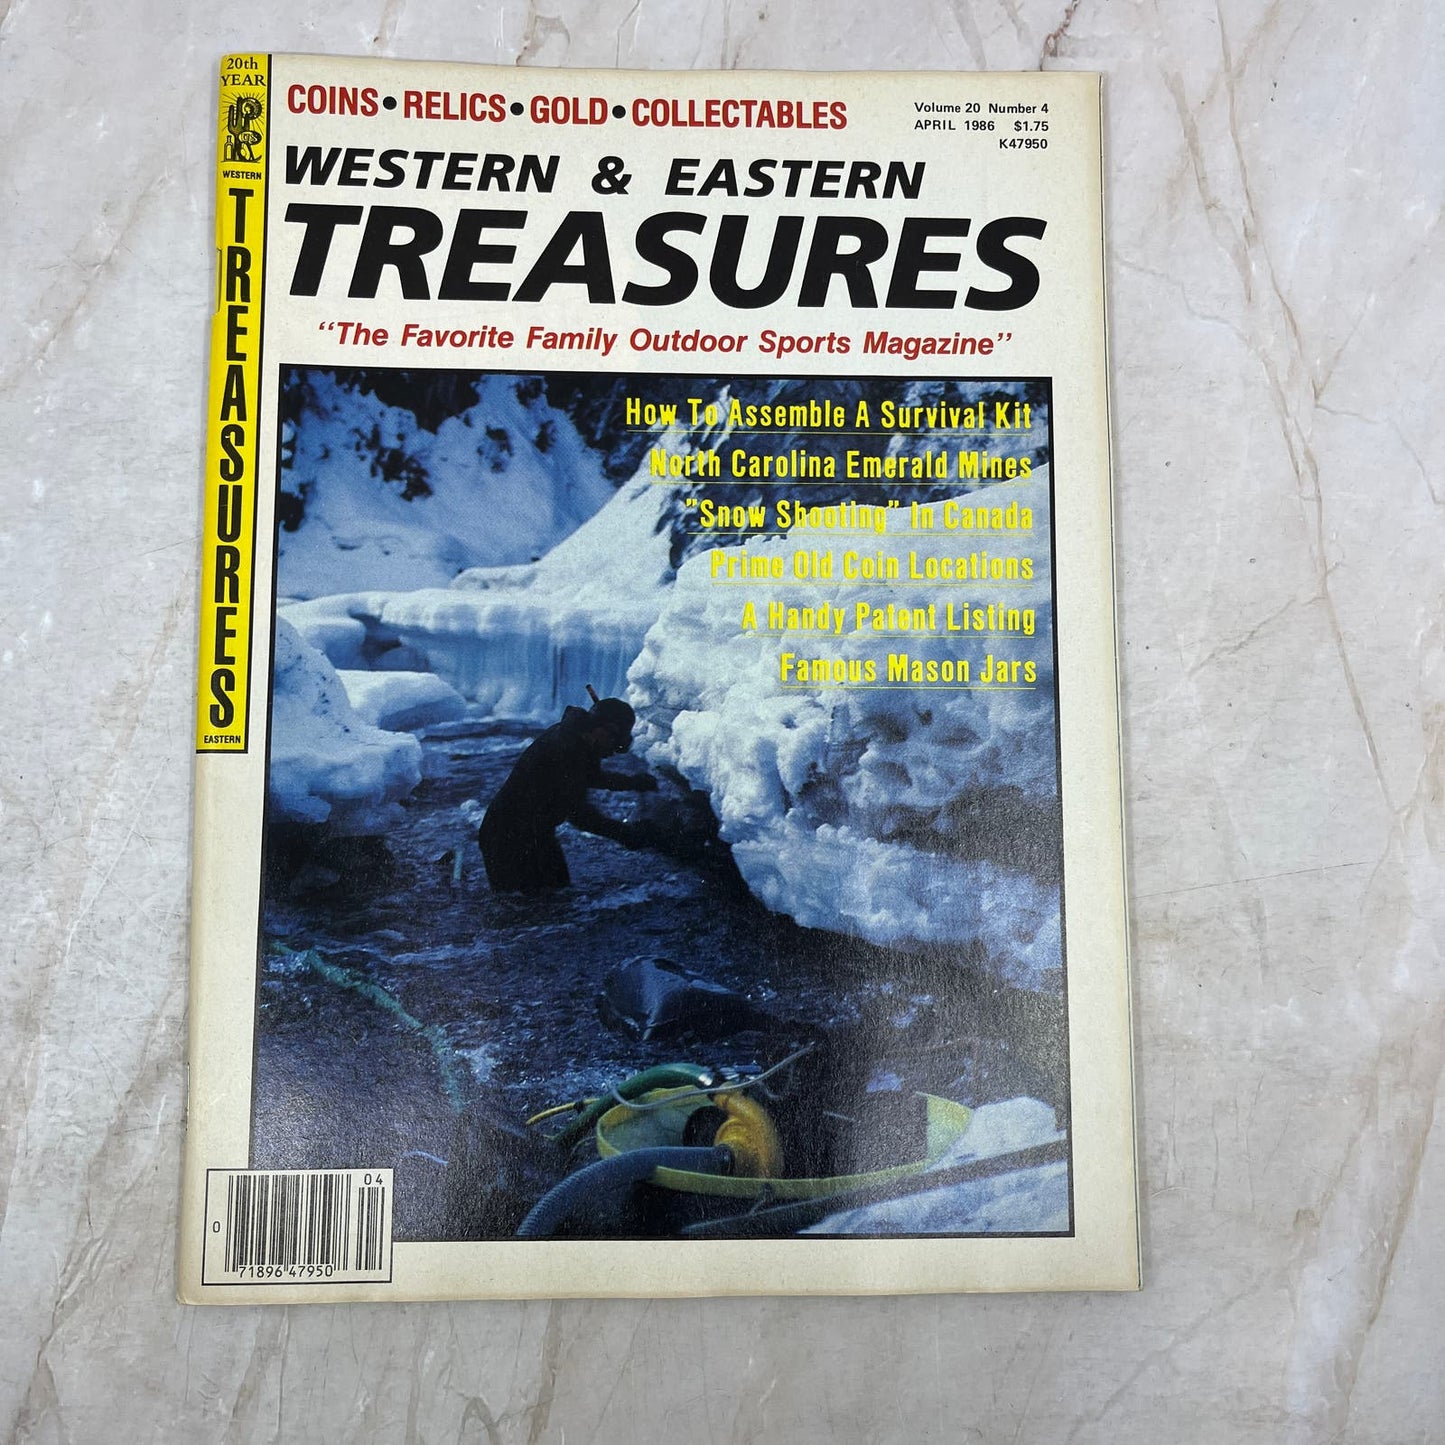 20th
YEAR
WESTERN
TREASURES
EASTERN
COINS•RELICS•GOLD•COLLECTABLES
Volume 20 Number 4
APRIL 1986 $1.75
K47950
WESTERN & EASTERN
TREASURES
"The Favorite Family Outdoor Sports Magazine"
How To Assemble A Survival Kit
North Carolina Emerald Mines
"Snow Shooting" In Canada
Prime Old Coin Locations
A Handy Patent Listing
Famous Mason Jars
04
0
71896 47950